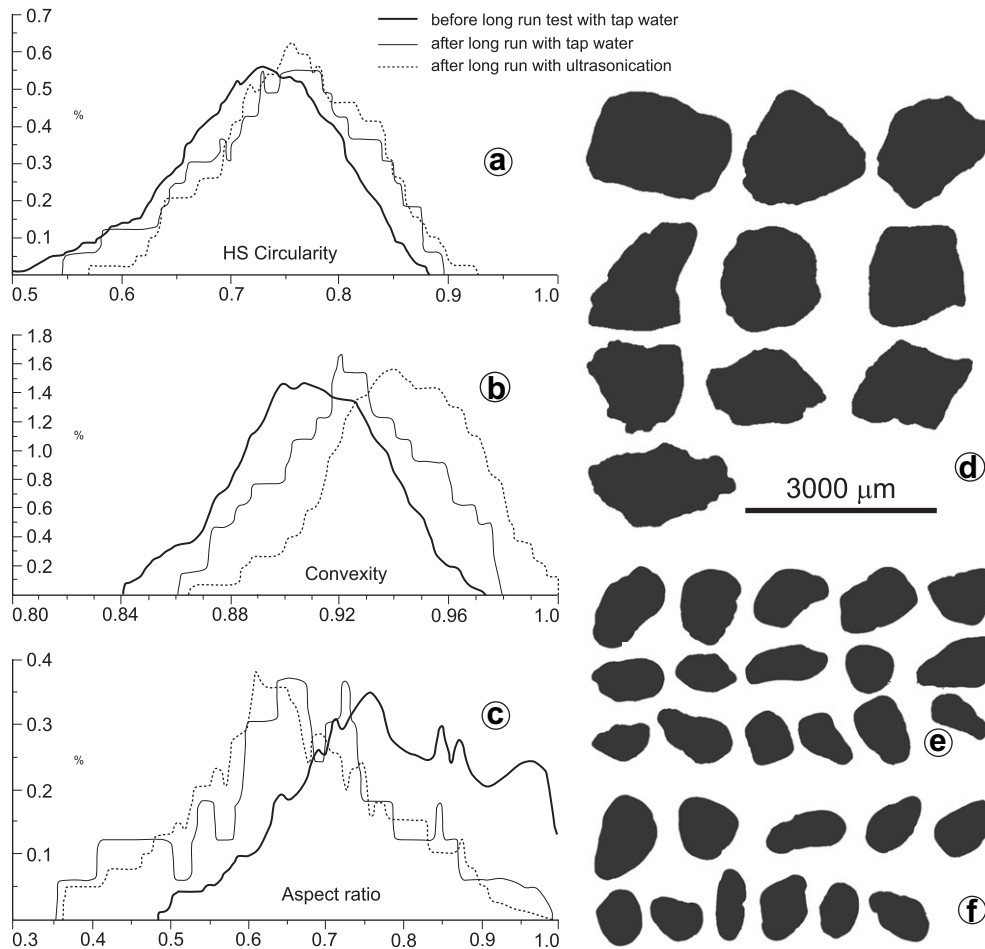 before long run test with tap water
after long run with tap water
after long run with ultrasonication
0.7
0.6
0.5
0.4
0.3
0.2
0.1
%
a
HS Circularity
0.5 0.6 0.7 0.8 0.9 1.0
1.8
1.6
1.4
1.2
1.0
0.8
0.6
0.4
0.2
%
b
Convexity
0.80 0.84 0.88 0.92 0.96 1.0
0.4
0.3
0.2
0.1
%
c
Aspect ratio
0.3 0.4 0.5 0.6 0.7 0.8 0.9 1.0
d
3000 μm
e
f